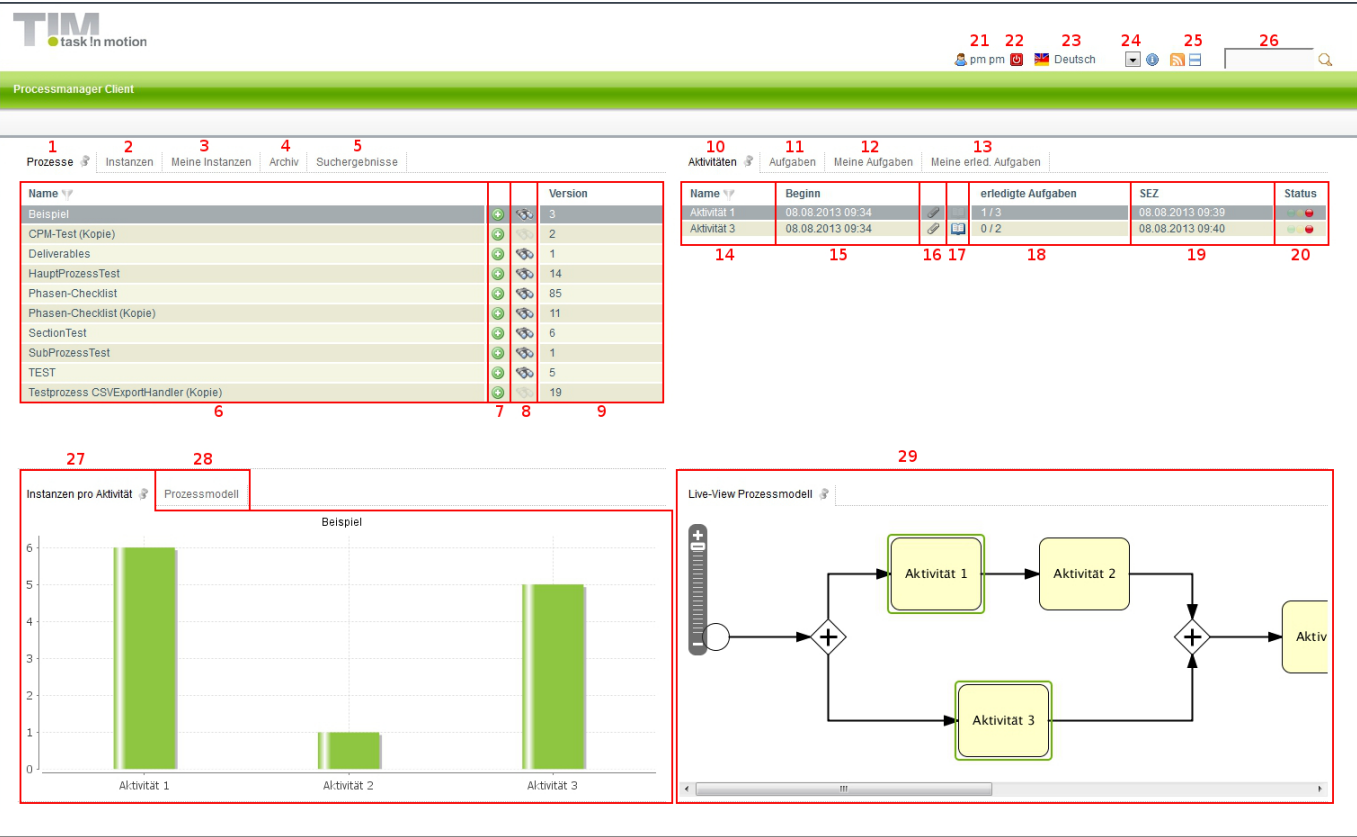 TIM
task !n motion
21 22 23 24 25 26
pm pm Deutsch
Processmanager Client
1 2 3 4 5
Prozesse Instanzen Meine Instanzen Archiv Suchergebnisse
Name Version
Beispiel 3
CPM-Test (Kopie) 2
Deliverables 1
HauptProzessTest 14
Phasen-Checklist 85
Phasen-Checklist (Kopie) 11
SectionTest 6
SubProzessTest 1
TEST 5
Testprozess CSVExportHandler (Kopie) 19
6 7 8 9
10 11 12 13
Aktivitäten Aufgaben Meine Aufgaben Meine erled. Aufgaben
Name Beginn erledigte Aufgaben SEZ Status
Aktivität 1 08.08.2013 09:34 1 / 3 08.08.2013 09:39
Aktivität 3 08.08.2013 09:34 0 / 2 08.08.2013 09:40
14 15 16 17 18 19 20
27 28
Instanzen pro Aktivität Prozessmodell
Beispiel
6
5
4
3
2
1
0
Aktivität 1 Aktivität 2 Aktivität 3
29
Live-View Prozessmodell
Aktivität 1 Aktivität 2
Aktiv
Aktivität 3